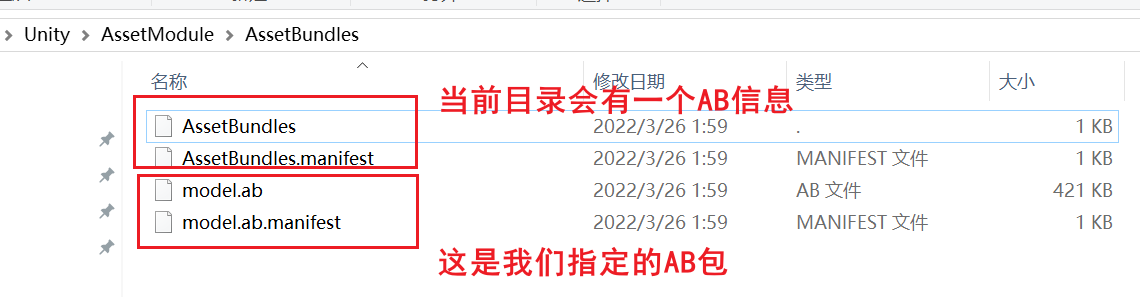 Unity > AssetModule > AssetBundles
名称 修改日期 类型 大小
当前目录会有一个AB信息
AssetBundles 2022/3/26 1:59 . 1 KB
AssetBundles.manifest 2022/3/26 1:59 MANIFEST 文件 1 KB
model.ab 2022/3/26 1:59 AB 文件 421 KB
model.ab.manifest 2022/3/26 1:59 MANIFEST 文件 1 KB
这是我们指定的AB包